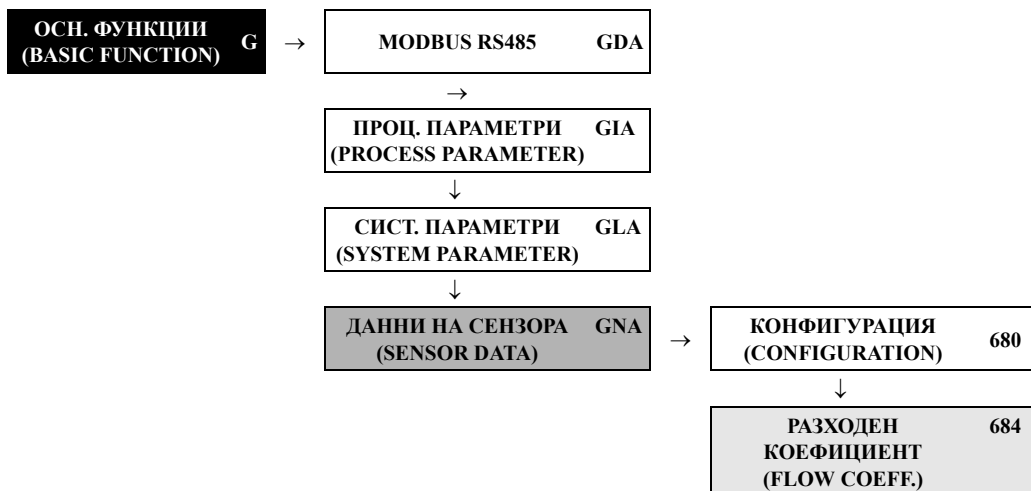 ОСН. ФУНКЦИИ G → MODBUS RS485 GDA
(BASIC FUNCTION)
→
ПРОЦ. ПАРАМЕТРИ GIA
(PROCESS PARAMETER)
↓
СИСТ. ПАРАМЕТРИ GLA
(SYSTEM PARAMETER)
↓
ДАННИ НА СЕНЗОРА GNA → КОНФИГУРАЦИЯ 680
(SENSOR DATA) (CONFIGURATION)
↓
РАЗХОДЕН 684
КОЕФИЦИЕНТ
(FLOW COEFF.)